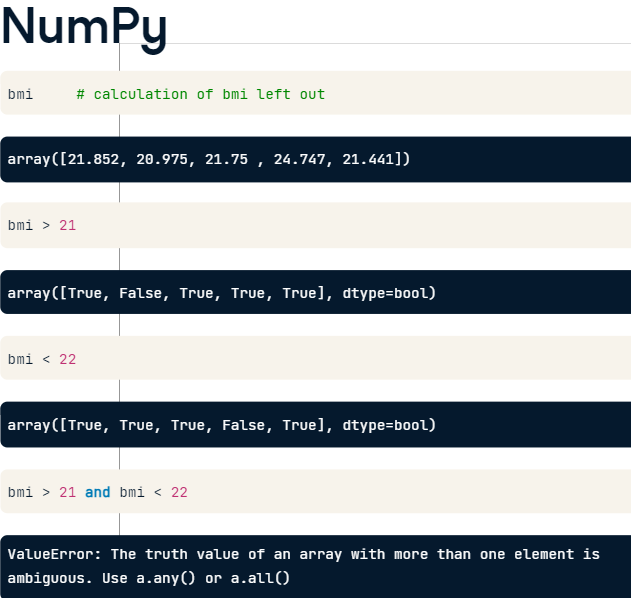 NumPy
bmi     # calculation of bmi left out
array([21.852, 20.975, 21.75 , 24.747, 21.441])
bmi > 21
array([True, False, True, True, True], dtype=bool)
bmi < 22
array([True, True, True, False, True], dtype=bool)
bmi > 21 and bmi < 22
ValueError: The truth value of an array with more than one element is
ambiguous. Use a.any() or a.all()